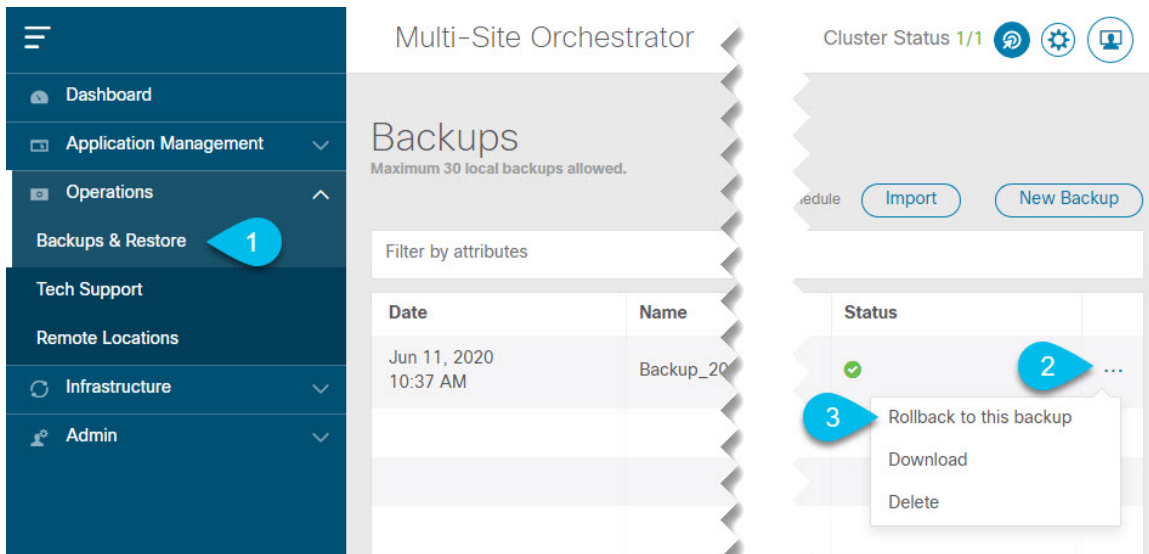 Multi-Site Orchestrator
Cluster Status 1/1
Dashboard
Application Management
Operations
Backups & Restore
1
Tech Support
Remote Locations
Infrastructure
Admin
Backups
Maximum 30 local backups allowed.
Import
New Backup
Filter by attributes
Date Name Status
Jun 11, 2020
10:37 AM
Backup_20
2
...
3
Rollback to this backup
Download
Delete